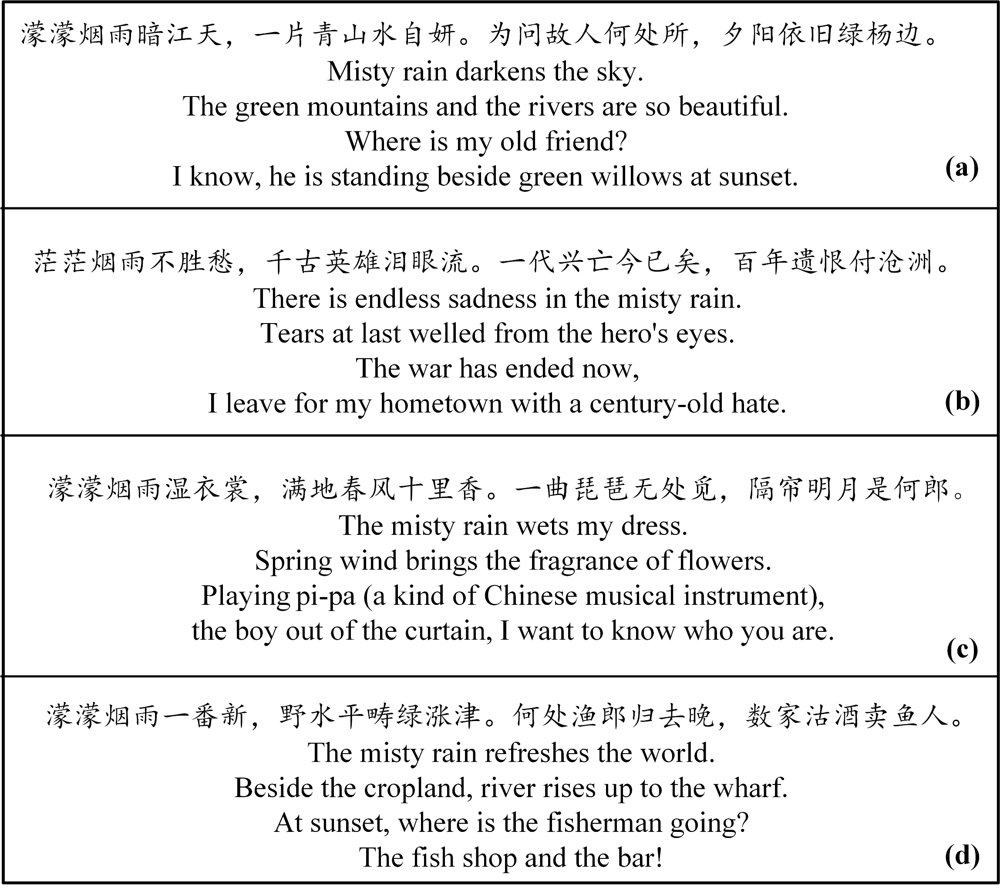 濛濛烟雨暗江天，一片青山水自妍。为问故人何处所，夕阳依旧绿杨边。
Misty rain darkens the sky.
The green mountains and the rivers are so beautiful.
Where is my old friend?
I know, he is standing beside green willows at sunset.
(a)
茫茫烟雨不胜愁，千古英雄泪眼流。一代兴亡今已矣，百年遗恨付沧洲。
There is endless sadness in the misty rain.
Tears at last welled from the hero's eyes.
The war has ended now,
I leave for my hometown with a century-old hate.
(b)
濛濛烟雨湿衣裳，满地春风十里香。一曲琵琶无处觅，隔帘明月是何郎。
The misty rain wets my dress.
Spring wind brings the fragrance of flowers.
Playing pi-pa (a kind of Chinese musical instrument),
the boy out of the curtain, I want to know who you are.
(c)
濛濛烟雨一番新，野水平畴绿涨津。何处渔郎归去晚，数家沽酒卖鱼人。
The misty rain refreshes the world.
Beside the cropland, river rises up to the wharf.
At sunset, where is the fisherman going?
The fish shop and the bar!
(d)